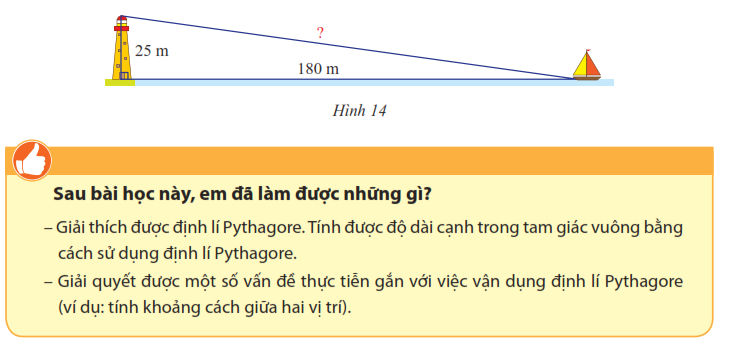 ?
25 m
180 m
Hình 14
Sau bài học này, em đã làm được những gì?
– Giải thích được định lí Pythagore. Tính được độ dài cạnh trong tam giác vuông bằng
cách sử dụng định lí Pythagore.
– Giải quyết được một số vấn đề thực tiễn gắn với việc vận dụng định lí Pythagore
(ví dụ: tính khoảng cách giữa hai vị trí).